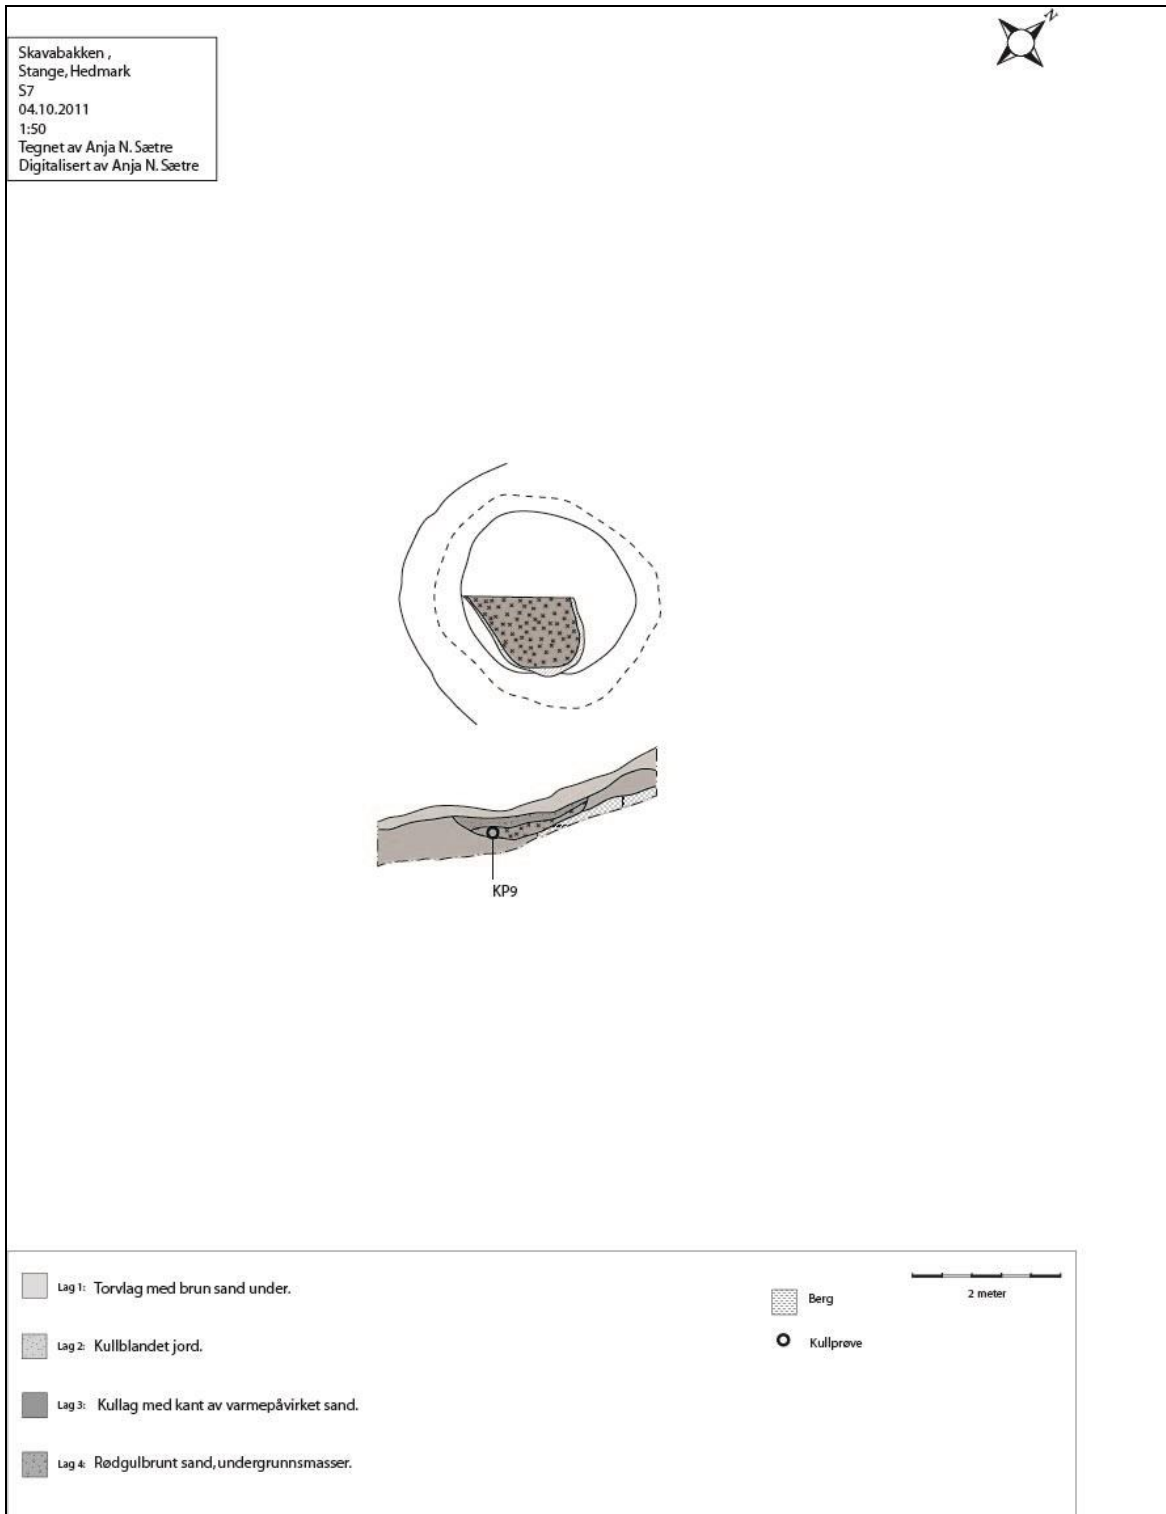 N
Skavabakken ,
Stange, Hedmark
S7
04.10.2011
1:50
Tegnet av Anja N. Sætre
Digitalisert av Anja N. Sætre
KP9
Lag 1: Torvlag med brun sand under.
Lag 2: Kullblandet jord.
Lag 3: Kullag med kant av varmepåvirket sand.
Lag 4: Rødgulbrunt sand, undergrunnsmasser.
Berg
Kullprøve
2 meter